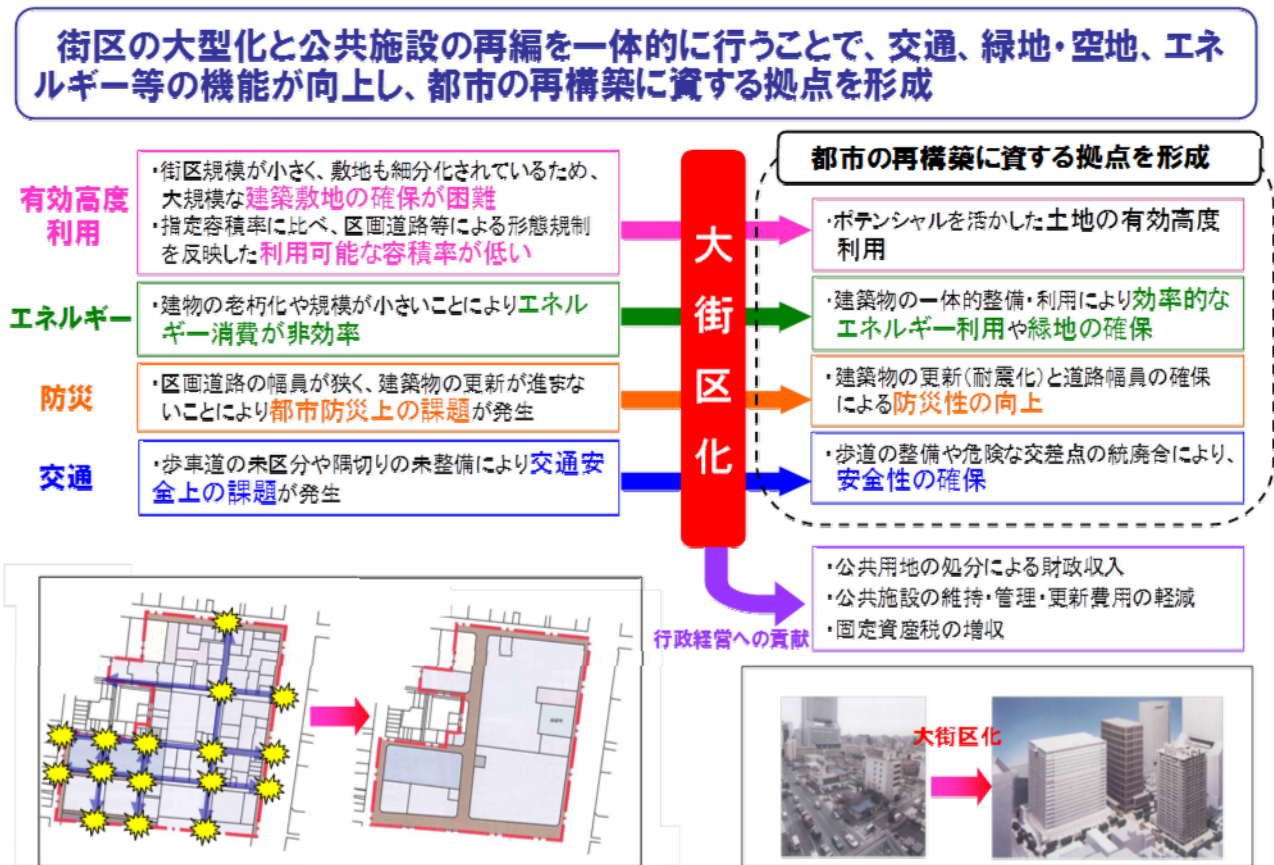 街区の大型化と公共施設の再編を一体的に行うことで、交通、緑地・空地、エネ
ルギー等の機能が向上し、都市の再構築に資する拠点を形成
都市の再構築に資する拠点を形成
有効高度
利用
・街区規模が小さく、敷地も細分化されているため、
大規模な建築敷地の確保が困難
・指定容積率に比べ、区画道路等による形態規制
を反映した利用可能な容積率が低い
・ポテンシャルを活かした土地の有効高度
利用
エネルギー
・建物の老朽化や規模が小さいことによりエネル
ギー消費が非効率
・建築物の一体的整備・利用により効率的な
エネルギー利用や緑地の確保
防災
・区画道路の幅員が狭く、建築物の更新が進まな
いことにより都市防災上の課題が発生
・建築物の更新(耐震化)と道路幅員の確保
による防災性の向上
交通
・歩車道の未区分や隅切りの未整備により交通安
全上の課題が発生
・歩道の整備や危険な交差点の統廃合により、
安全性の確保
大街区化
行政経営への貢献
・公共用地の処分による財政収入
・公共施設の維持・管理・更新費用の軽減
・固定資産税の増収
大街区化